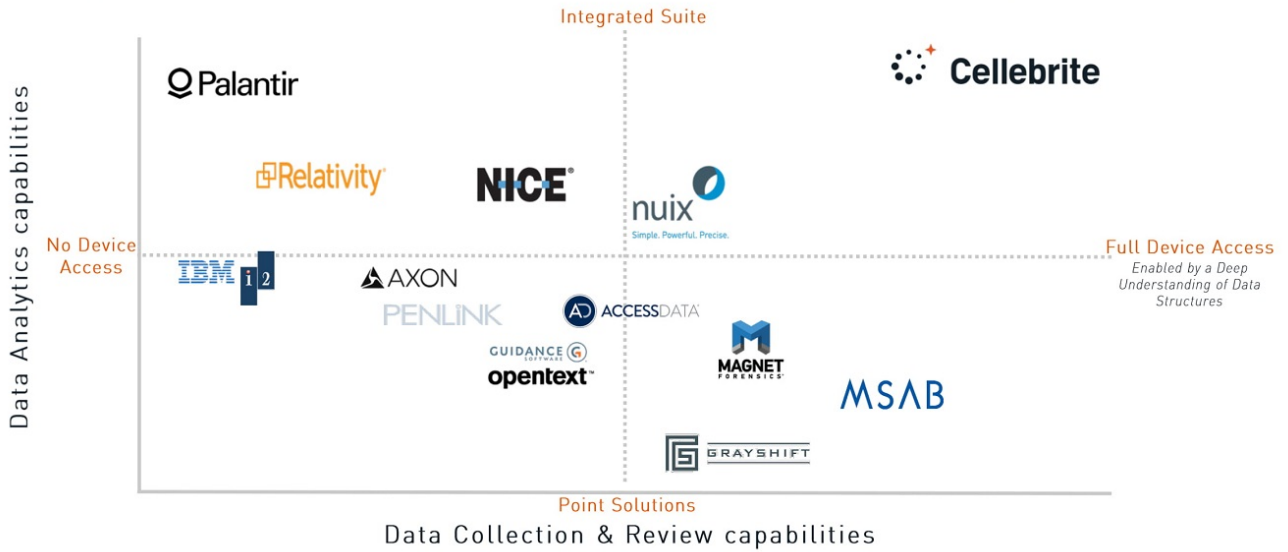 Integrated Suite
Palantir
Cellebrite
Relativity
NICE®
nuix
Simple. Powerful. Precise.
No Device
Access
Full Device Access
Enabled by a Deep
Understanding of Data
Structures
IBM i2
AXON
PENLINK
AD ACCESSDATA
GUIDANCE G
SOFTWARE
opentext™
MAGNET
FORENSICS®
MSAB
GRAYSHIFT
Point Solutions
Data Collection & Review capabilities
Data Analytics capabilities